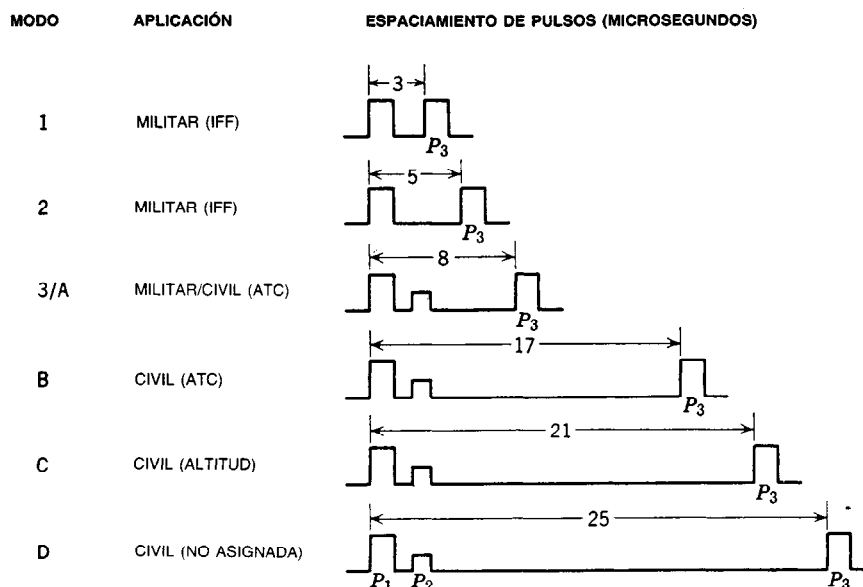 MODO APLICACIÓN ESPACIAMIENTO DE PULSOS (MICROSEGUNDOS)
3
1 MILITAR (IFF)
P3
5
2 MILITAR (IFF)
P3
8
3/A MILITAR/CIVIL (ATC)
P3
17
B CIVIL (ATC)
P3
21
C CIVIL (ALTITUD)
P3
25
D CIVIL (NO ASIGNADA)
P1 P2 P3